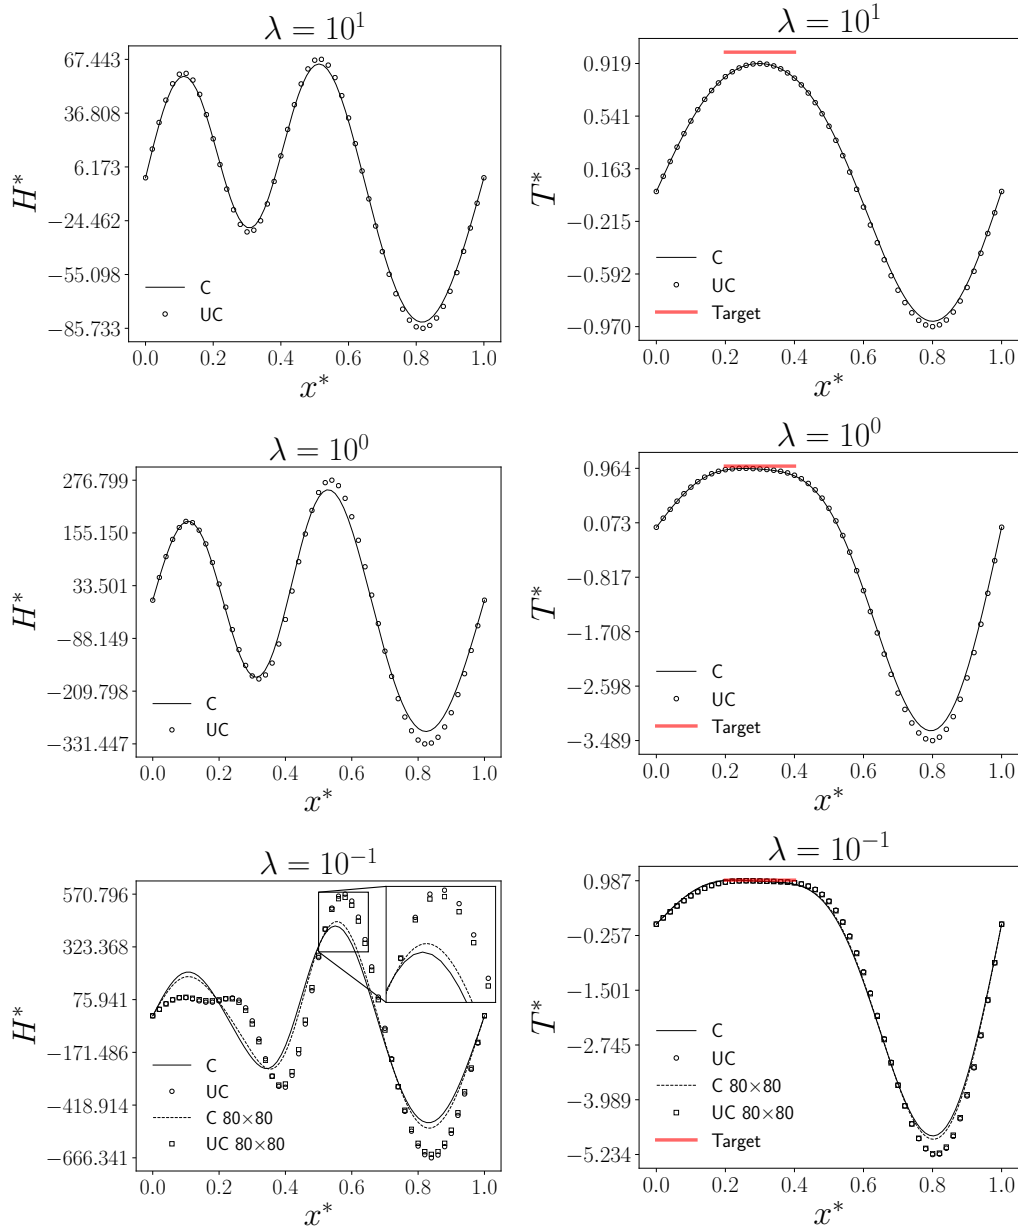 λ = 10¹
67.443
36.808
6.173
−24.462
−55.098
−85.733
H*
C
UC
0.0 0.2 0.4 0.6 0.8 1.0
x*
λ = 10¹
0.919
0.541
0.163
−0.215
−0.592
−0.970
T*
C
UC
Target
0.0 0.2 0.4 0.6 0.8 1.0
x*
λ = 10⁰
276.799
155.150
33.501
−88.149
−209.798
−331.447
H*
C
UC
0.0 0.2 0.4 0.6 0.8 1.0
x*
λ = 10⁰
0.964
0.073
−0.817
−1.708
−2.598
−3.489
T*
C
UC
Target
0.0 0.2 0.4 0.6 0.8 1.0
x*
λ = 10⁻¹
570.796
323.368
75.941
−171.486
−418.914
−666.341
H*
C
UC
C 80×80
UC 80×80
0.0 0.2 0.4 0.6 0.8 1.0
x*
λ = 10⁻¹
0.987
−0.257
−1.501
−2.745
−3.989
−5.234
T*
C
UC
C 80×80
UC 80×80
Target
0.0 0.2 0.4 0.6 0.8 1.0
x*